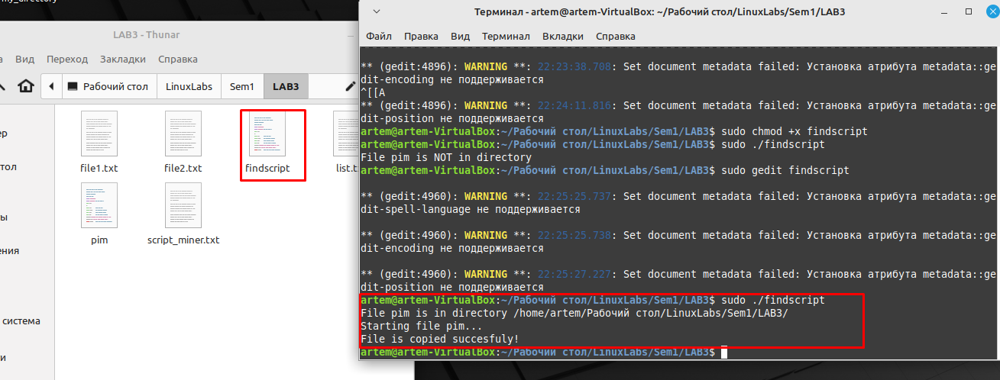 my_directory
LAB3 - Thunar
Вид Переход Закладки Справка
Рабочий стол LinuxLabs Sem1 LAB3
file1.txt file2.txt findscript list.t
pim script_miner.txt
ер
тол
ы
ения
система
и
Терминал - artem@artem-VirtualBox: ~/Рабочий стол/LinuxLabs/Sem1/LAB3
Файл Правка Вид Терминал Вкладки Справка
** (gedit:4896): WARNING **: 22:23:38.708: Set document metadata failed: Установка атрибута metadata::ge
dit-encoding не поддерживается
^[[A
** (gedit:4896): WARNING **: 22:24:11.816: Set document metadata failed: Установка атрибута metadata::ge
dit-position не поддерживается
artem@artem-VirtualBox:~/Рабочий стол/LinuxLabs/Sem1/LAB3$ sudo chmod +x findscript
artem@artem-VirtualBox:~/Рабочий стол/LinuxLabs/Sem1/LAB3$ sudo ./findscript
File pim is NOT in directory
artem@artem-VirtualBox:~/Рабочий стол/LinuxLabs/Sem1/LAB3$ sudo gedit findscript
** (gedit:4960): WARNING **: 22:25:25.737: Set document metadata failed: Установка атрибута metadata::ge
dit-spell-language не поддерживается
** (gedit:4960): WARNING **: 22:25:25.738: Set document metadata failed: Установка атрибута metadata::ge
dit-encoding не поддерживается
** (gedit:4960): WARNING **: 22:25:27.227: Set document metadata failed: Установка атрибута metadata::ge
dit-position не поддерживается
artem@artem-VirtualBox:~/Рабочий стол/LinuxLabs/Sem1/LAB3$ sudo ./findscript
File pim is in directory /home/artem/Рабочий стол/LinuxLabs/Sem1/LAB3/
Starting file pim...
File is copied succesfuly!
artem@artem-VirtualBox:~/Рабочий стол/LinuxLabs/Sem1/LAB3$